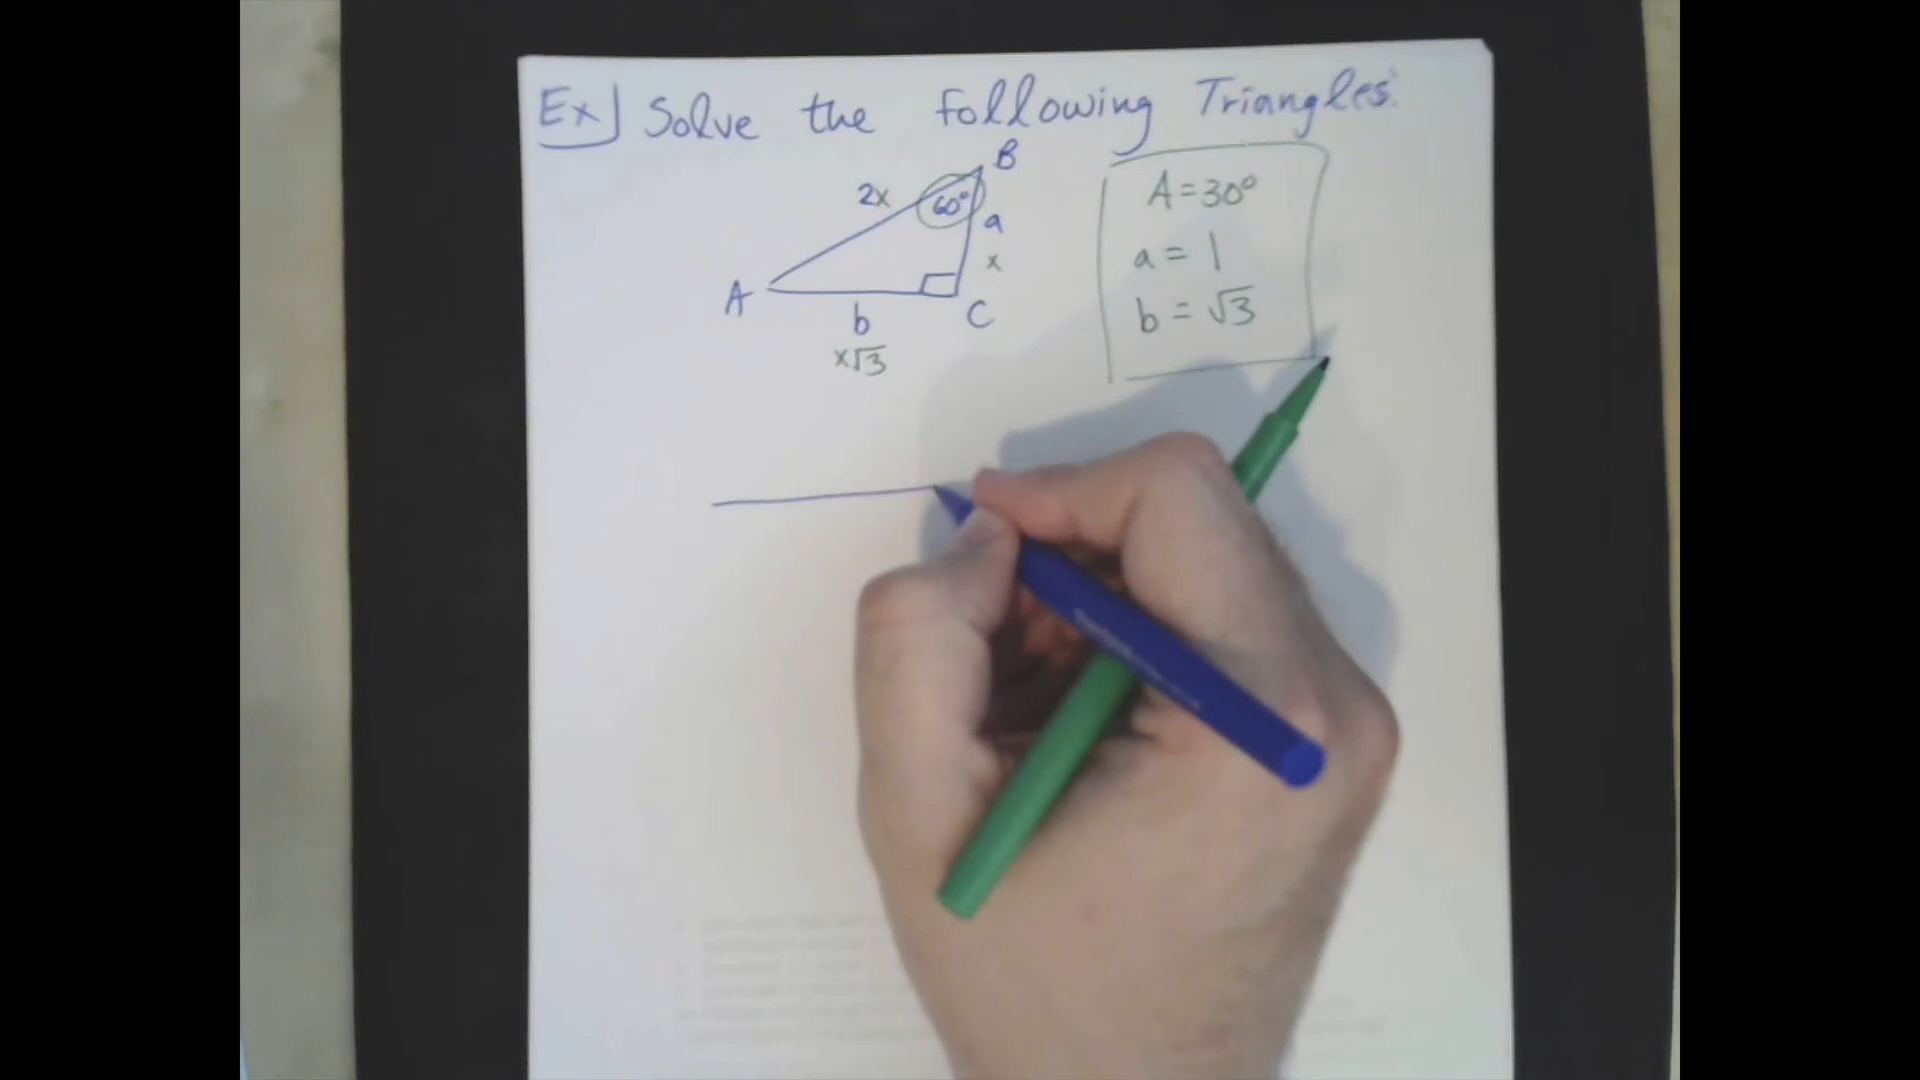 Ex] Solve the following Triangles:
B
2x
60°
a
x
A
b
C
x√3
A = 30°
a = 1
b = √3